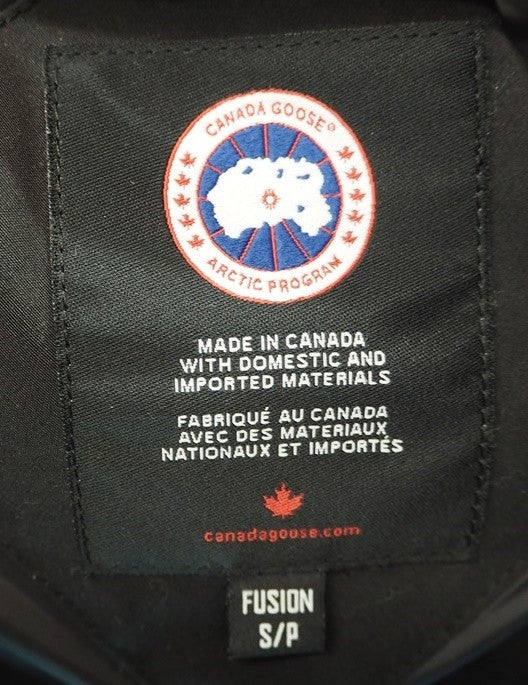 CANADA GOOSE®
ARCTIC PROGRAM
MADE IN CANADA
WITH DOMESTIC AND
IMPORTED MATERIALS
FABRIQUÉ AU CANADA
AVEC DES MATERIAUX
NATIONAUX ET IMPORTÉS
canadagoose.com
FUSION
S/P